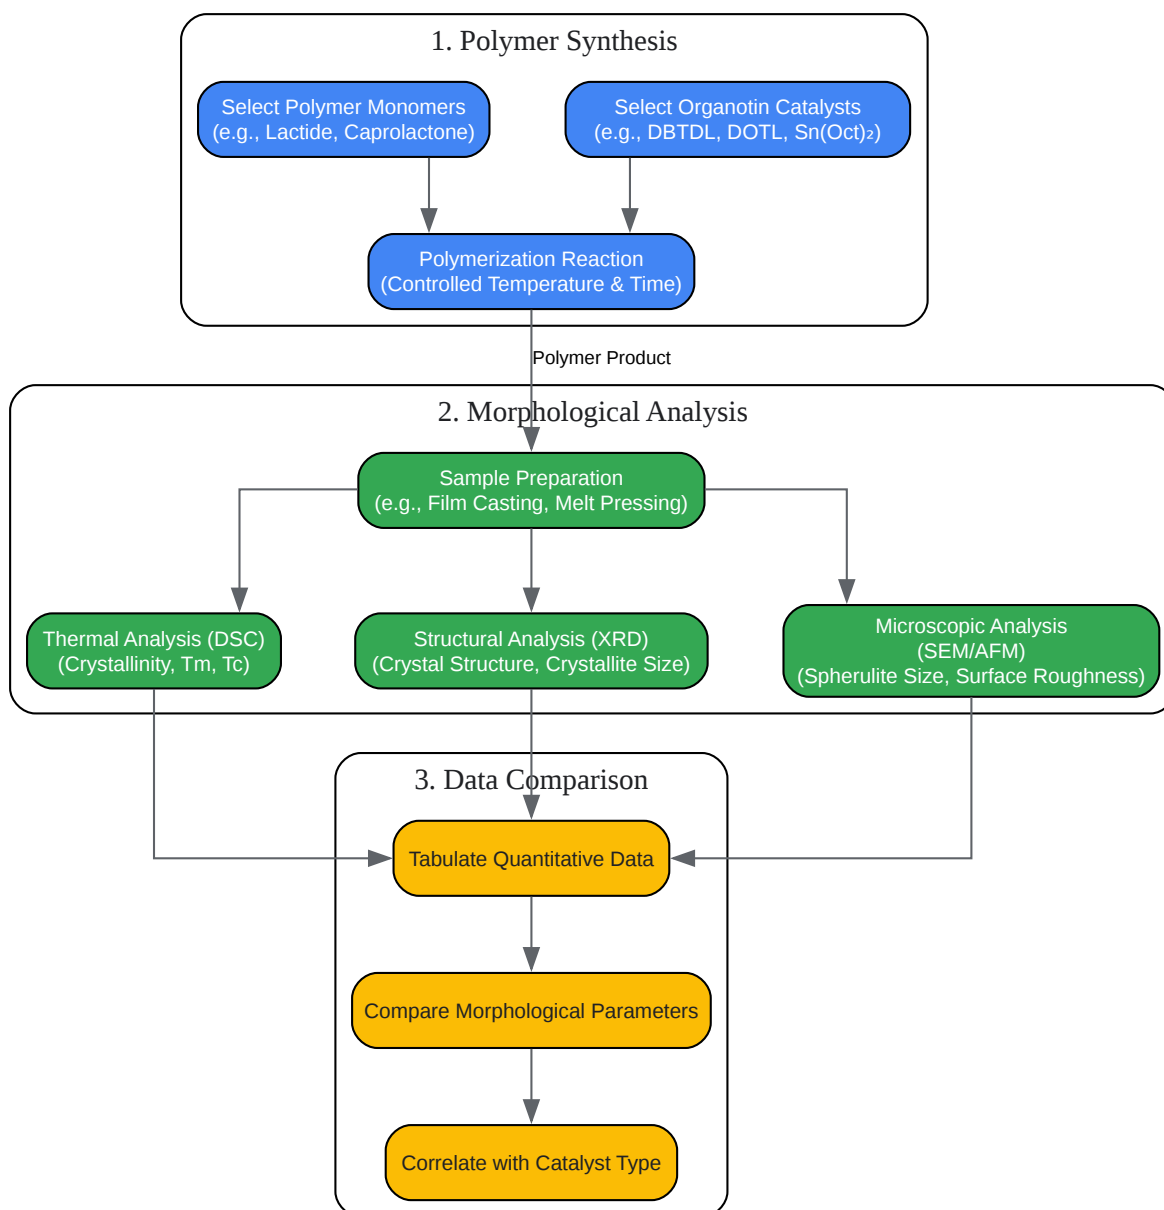 1. Polymer Synthesis
Select Polymer Monomers
(e.g., Lactide, Caprolactone)
Select Organotin Catalysts
(e.g., DBTDL, DOTL, Sn(Oct)₂)
Polymerization Reaction
(Controlled Temperature & Time)
Polymer Product
2. Morphological Analysis
Sample Preparation
(e.g., Film Casting, Melt Pressing)
Thermal Analysis (DSC)
(Crystallinity, Tm, Tc)
Structural Analysis (XRD)
(Crystal Structure, Crystallite Size)
Microscopic Analysis
(SEM/AFM)
(Spherulite Size, Surface Roughness)
3. Data Comparison
Tabulate Quantitative Data
Compare Morphological Parameters
Correlate with Catalyst Type